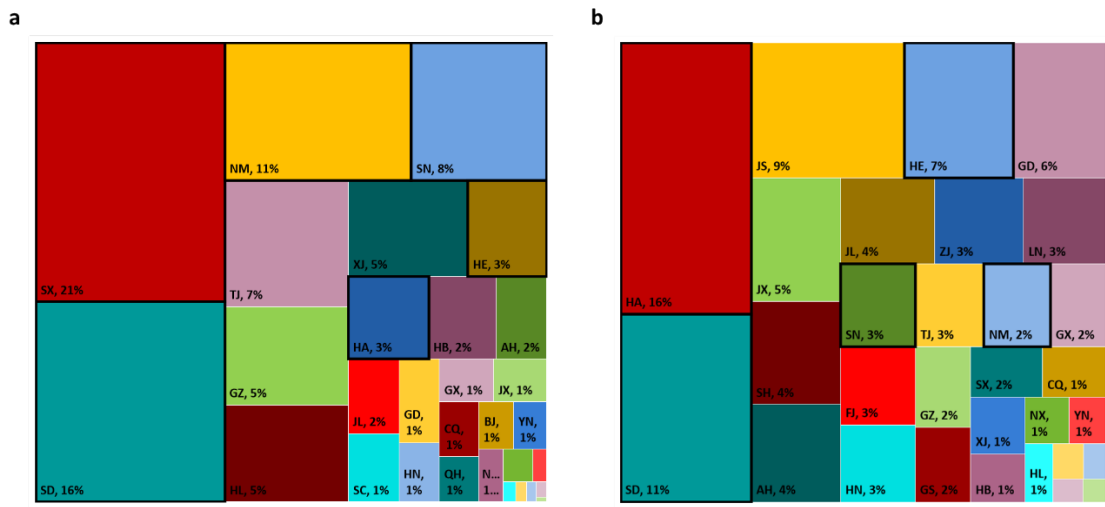 a
b
NM, 11%
SN, 8%
SX, 21%
XJ, 5%
HE, 3%
TJ, 7%
HA, 3%
HB, 2%
AH, 2%
GZ, 5%
GX, 1%
JX, 1%
JL, 2%
GD,
1%
CQ,
1%
BJ,
1%
YN,
1%
SD, 16%
HL, 5%
SC, 1%
HN,
1%
QH,
1%
N...
1...
JS, 9%
HE, 7%
GD, 6%
JL, 4%
ZJ, 3%
LN, 3%
HA, 16%
JX, 5%
SN, 3%
TJ, 3%
NM, 2%
GX, 2%
SX, 2%
CQ, 1%
SH, 4%
FJ, 3%
GZ, 2%
XJ, 1%
NX,
1%
YN,
1%
SD, 11%
AH, 4%
HN, 3%
GS, 2%
HB, 1%
HL,
1%